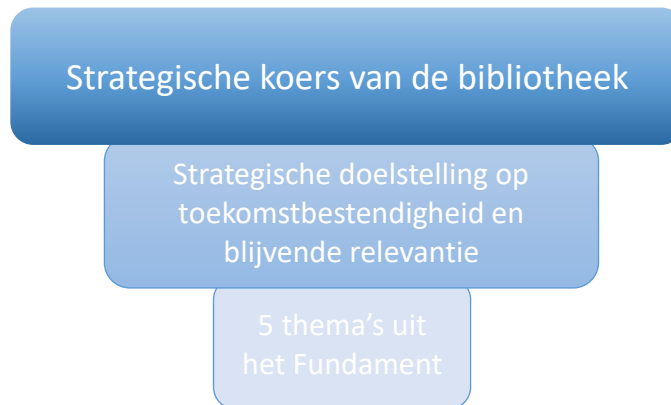 Strategische koers van de bibliotheek
Strategische doelstelling op
toekomstbestendigheid en
blijvende relevantie
5 thema’s uit
het Fundament